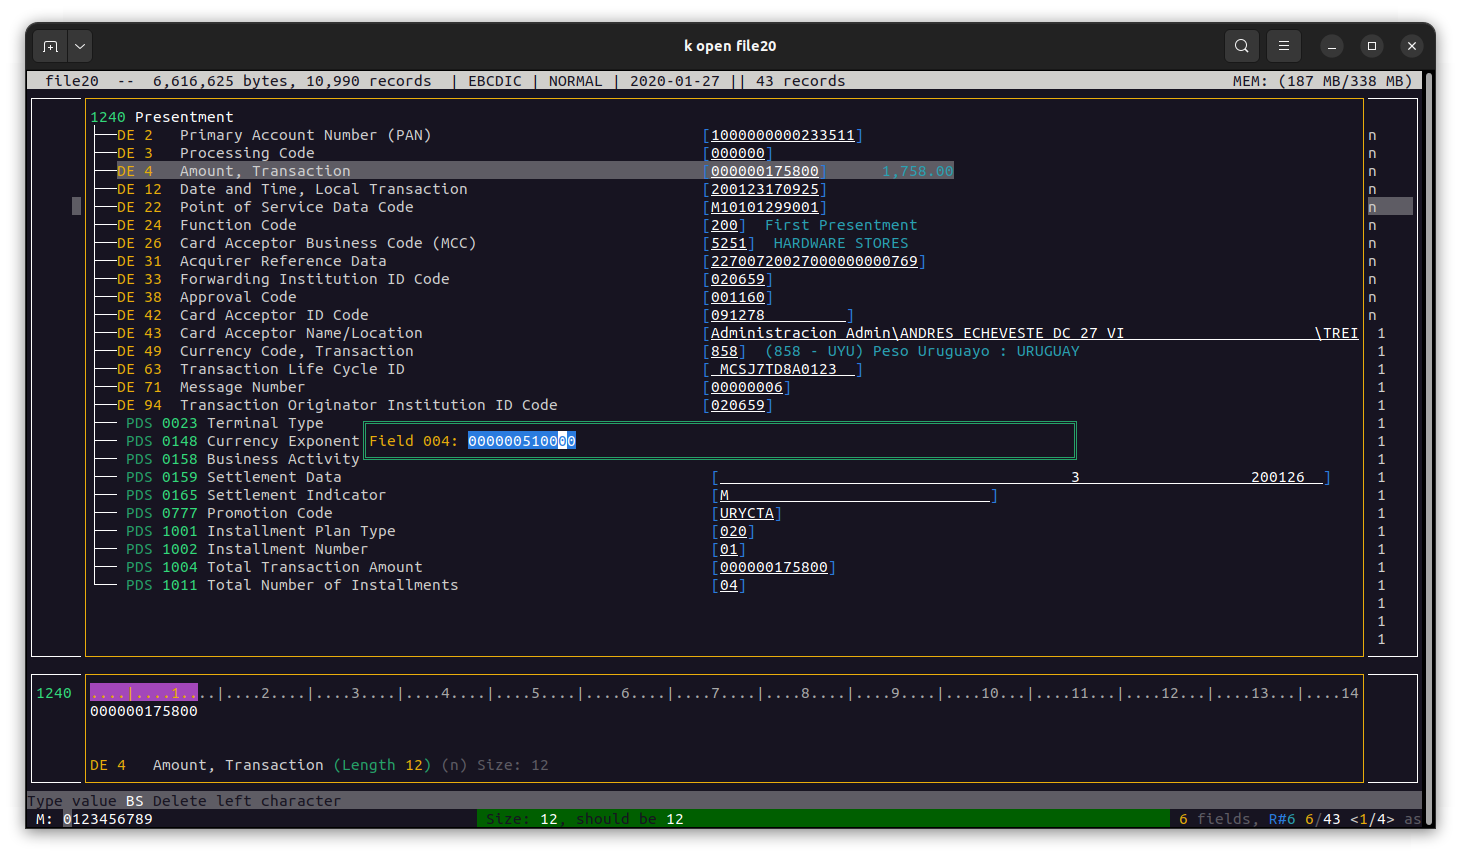 k open file20
file20  --  6,616,625 bytes, 10,990 records  | EBCDIC | NORMAL | 2020-01-27 || 43 records    MEM: (187 MB/338 MB)
1240 Presentment
DE 2   Primary Account Number (PAN)   [1000000000233511]   n
DE 3   Processing Code   [000000]   n
DE 4   Amount, Transaction   [000000175800]   1,758.00   n
DE 12  Date and Time, Local Transaction   [200123170925]   n
DE 22  Point of Service Data Code   [M10101299001]   n
DE 24  Function Code   [200]  First Presentment   n
DE 26  Card Acceptor Business Code (MCC)   [5251]  HARDWARE STORES   n
DE 31  Acquirer Reference Data   [22700720027000000000769]   n
DE 33  Forwarding Institution ID Code   [020659]   n
DE 38  Approval Code   [001160]   n
DE 42  Card Acceptor ID Code   [091278         ]   n
DE 43  Card Acceptor Name/Location   [Administracion Admin\ANDRES ECHEVESTE DC 27 VI                     \TREI   1
DE 49  Currency Code, Transaction   [858]  (858 - UYU) Peso Uruguayo : URUGUAY   1
DE 63  Transaction Life Cycle ID   [ MCSJ7TD8A0123  ]   1
DE 71  Message Number   [00000006]   1
DE 94  Transaction Originator Institution ID Code   [020659]   1
PDS 0023 Terminal Type   1
PDS 0148 Currency Exponent   Field 004: 000000510000   1
PDS 0158 Business Activity   1
PDS 0159 Settlement Data   [                                       3                   200126  ]   1
PDS 0165 Settlement Indicator   [M                             ]   1
PDS 0777 Promotion Code   [URYCTA]   1
PDS 1001 Installment Plan Type   [020]   1
PDS 1002 Installment Number   [01]   1
PDS 1004 Total Transaction Amount   [000000175800]   1
PDS 1011 Total Number of Installments   [04]   1
1
1
1
1240  ....|....1....|....2....|....3....|....4....|....5....|....6....|....7....|....8....|....9....|....10...|....11...|....12...|....13...|....14
000000175800
DE 4   Amount, Transaction (Length 12) (n) Size: 12
Type value BS Delete left character
M: 0123456789   Size: 12, should be 12   6 fields, R#6 6/43 <1/4> as